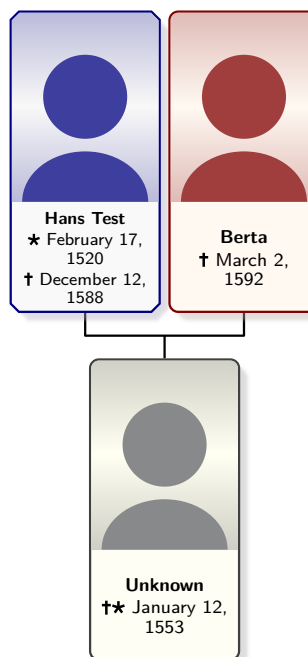 Hans Test
★ February 17,
1520
† December 12,
1588
Berta
† March 2,
1592
Unknown
†★ January 12,
1553